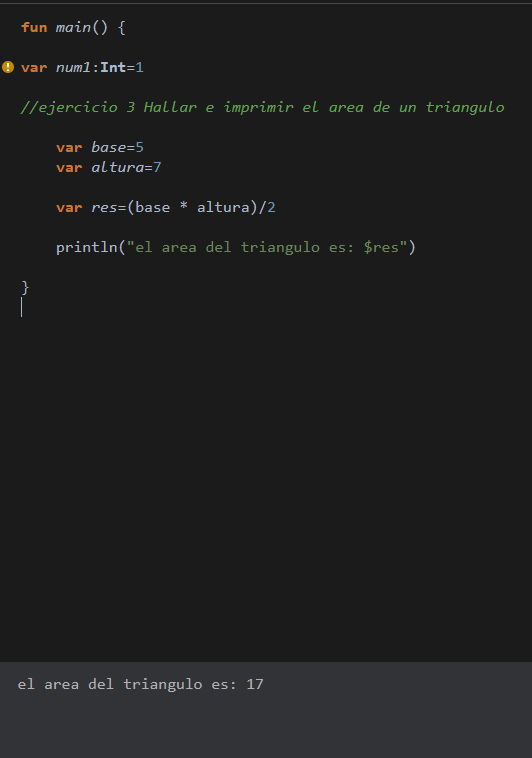 fun main() {
var num1:Int=1
//ejercicio 3 Hallar e imprimir el area de un triangulo
var base=5
var altura=7
var res=(base * altura)/2
println("el area del triangulo es: $res")
}
el area del triangulo es: 17